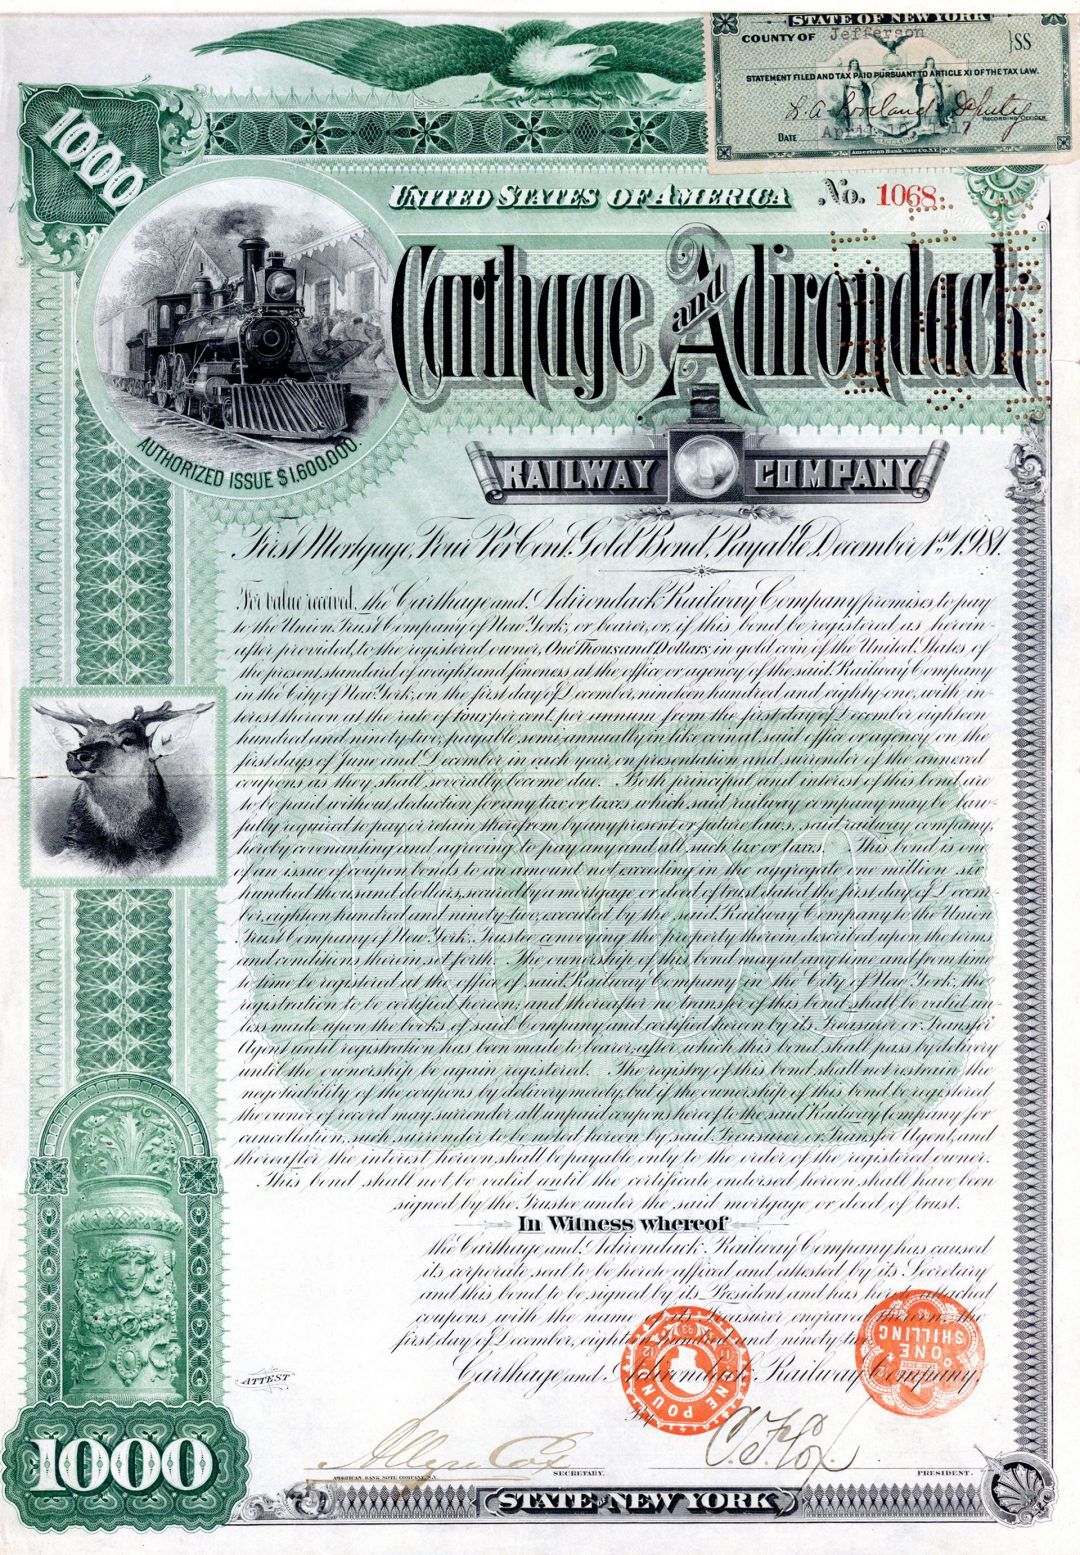 STATE OF NEW YORK
COUNTY OF Jefferson }SS
STATEMENT FILED AND TAX PAID PURSUANT TO ARTICLE XI OF THE TAX LAW.
Deputy
RECORDING OFFICER
DATE April 17
American Bank Note Co. N.Y.
1000
UNITED STATES OF AMERICA
No. 1068
Carthage and Adirondack
AUTHORIZED ISSUE $1,600,000.
RAILWAY COMPANY
First Mortgage, Four Per Cent. Gold Bond, Payable December 1st 1981.
For value received, the Carthage and Adirondack Railway Company promises to pay
to the Union Trust Company of New York, or bearer, or, if this bond be registered, as herein-
after provided, to the registered owner, One Thousand Dollars, in gold coin of the United States of
the present standard of weight and fineness, at the office or agency of the said Railway Company
in the City of New York, on the first day of December, nineteen hundred and eighty one, with in-
terest thereon at the rate of four per cent. per annum from the first day of December eighteen
hundred and ninety two, payable semi-annually in like coin at said office or agency, on the
first days of June and December in each year, on presentation and surrender of the annexed
coupons as they shall severally become due. Both principal and interest of this bond are
to be paid without deduction for any tax or taxes which said railway company may be law-
fully required to pay, or retain therefrom by any present or future laws, said railway company,
hereby covenanting and agreeing to pay any and all such tax or taxes. This bond is one
of an issue of coupon bonds to an amount not exceeding in the aggregate one million six
hundred thousand dollars, secured by a mortgage or deed of trust dated the first day of Decem-
ber, eighteen hundred and ninety two, executed by the said Railway Company to the Union
Trust Company of New York, Trustee, conveying the property therein described upon the terms
and conditions therein set forth. The ownership of this bond may at any time and from time
to time be registered at the office of said Railway Company in the City of New York, the
registration to be certified hereon, and thereafter no transfer of this bond shall be valid un-
less made upon the books of said Company and certified hereon by its Treasurer or Transfer
Agent until registration has been made to bearer, after which this bond shall pass by delivery
until the ownership be again registered. The registry of this bond shall not restrain the
negotiability of the coupons by delivery merely, but if the ownership of this bond be registered
the owner of record may surrender all unpaid coupons hereof to the said Railway Company for
cancellation, such surrender to be noted hereon by said Treasurer or Transfer Agent, and
thereafter the interest hereon shall be payable only to the order of the registered owner.
This bond shall not be valid until the certificate endorsed hereon shall have been
signed by the Trustee under the said mortgage or deed of trust.
In Witness whereof
the Carthage and Adirondack Railway Company has caused
its corporate seal to be hereto affixed and attested by its Secretary
and this bond to be signed by its President and has hereto attached
coupons with the name of its Treasurer engraved thereon, the
first day of December, eighteen hundred and ninety two.
Carthage and Adirondack Railway Company,
ONE SHILLING
ONE POUND
ATTEST
By
SECRETARY.
PRESIDENT.
AMERICAN BANK NOTE COMPANY, N.Y.
1000
STATE OF NEW YORK